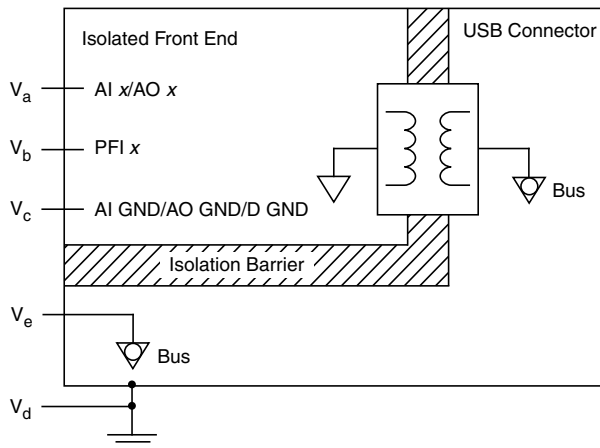 Isolated Front End
USB Connector
Va
AI x/AO x
Vb
PFI x
Vc
AI GND/AO GND/D GND
Bus
Isolation Barrier
Ve
Bus
Vd